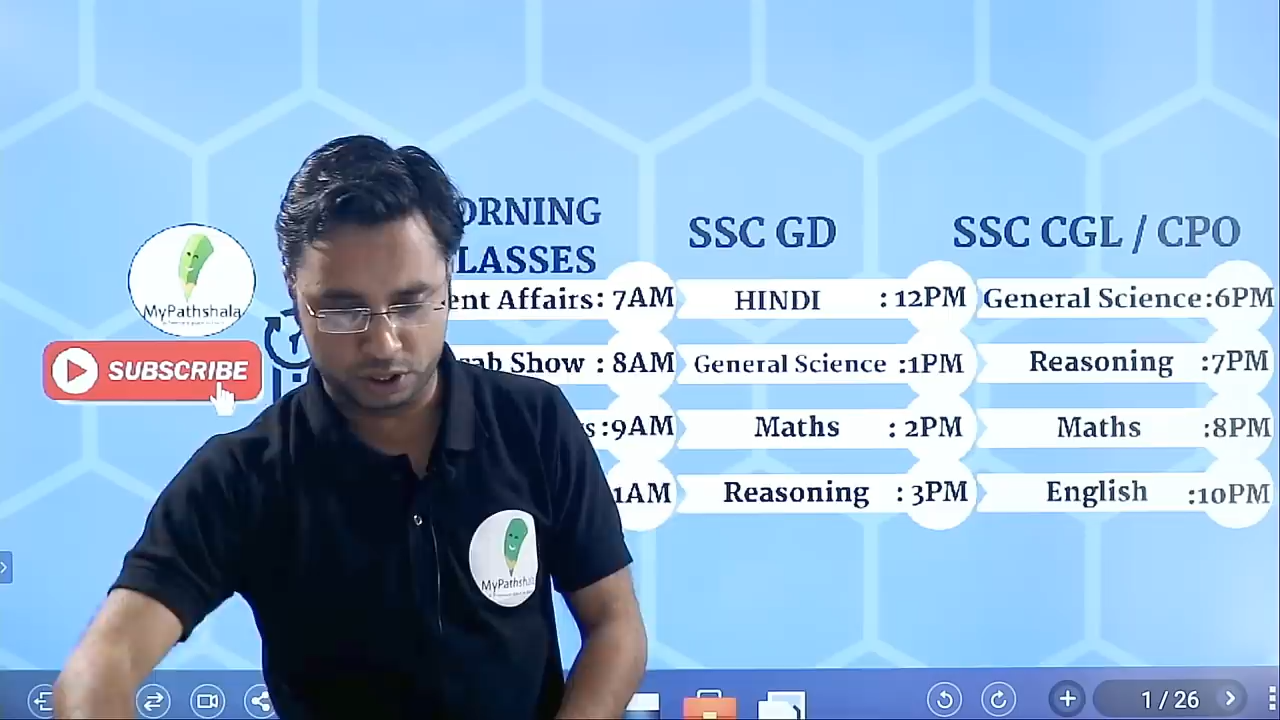 MyPathshala
SUBSCRIBE
ORNING
LASSES
ent Affairs: 7AM
Show : 8AM
:9AM
1AM
SSC GD
HINDI : 12PM
General Science :1PM
Maths : 2PM
Reasoning : 3PM
SSC CGL / CPO
General Science:6PM
Reasoning :7PM
Maths :8PM
English :10PM
MyPathshala
1 / 26